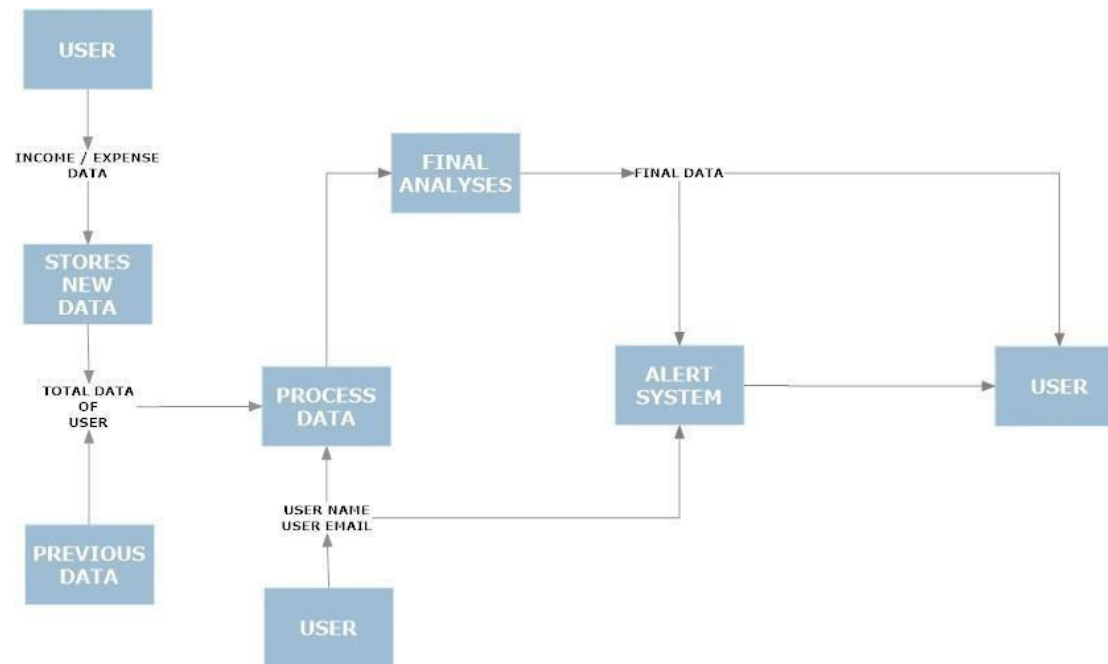 USER
INCOME / EXPENSE
DATA
STORES
NEW
DATA
TOTAL DATA
OF
USER
PREVIOUS
DATA
PROCESS
DATA
USER NAME
USER EMAIL
USER
FINAL
ANALYSES
FINAL DATA
ALERT
SYSTEM
USER